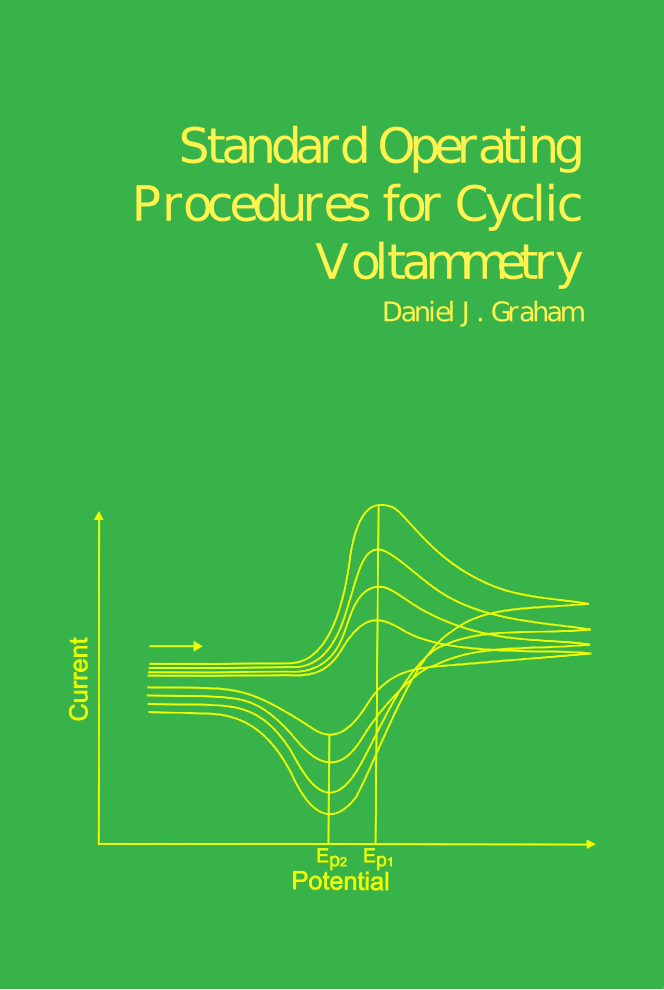 Standard Operating
Procedures for Cyclic
Voltammetry
Daniel J. Graham
Current
Ep2 Ep1
Potential